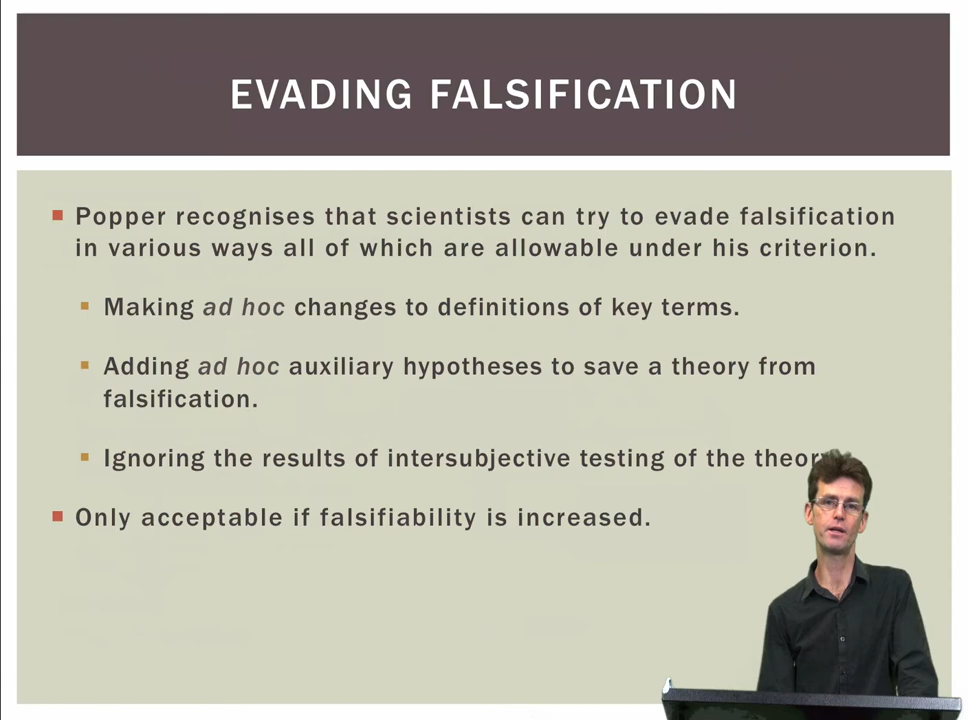 EVADING FALSIFICATION
Popper recognises that scientists can try to evade falsification
in various ways all of which are allowable under his criterion.
Making ad hoc changes to definitions of key terms.
Adding ad hoc auxiliary hypotheses to save a theory from
falsification.
Ignoring the results of intersubjective testing of the theory
Only acceptable if falsifiability is increased.